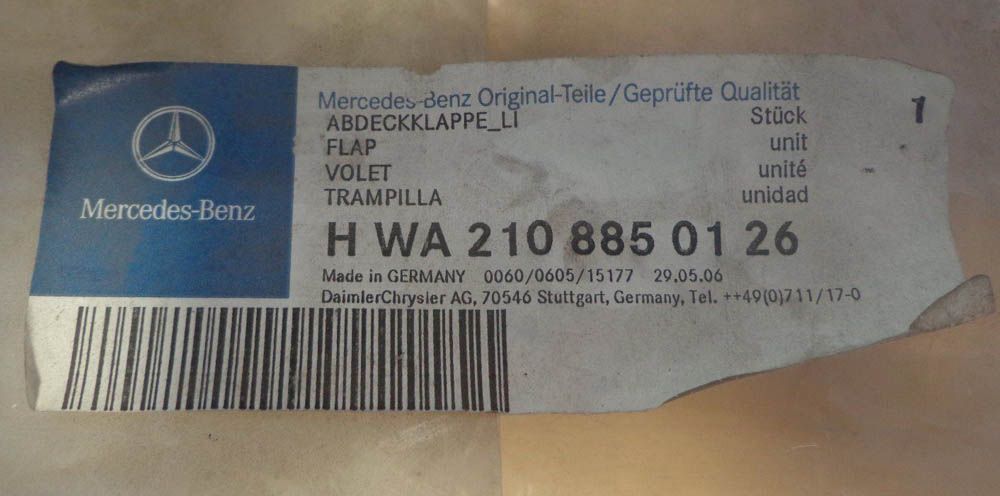 Mercedes-Benz
Mercedes-Benz Original-Teile/Geprüfte Qualität
ABDECKKLAPPE_LI Stück 1
FLAP unit
VOLET unité
TRAMPILLA unidad
H WA 210 885 01 26
Made in GERMANY 0060/0605/15177 29.05.06
DaimlerChrysler AG, 70546 Stuttgart, Germany, Tel. ++49(0)711/17-0